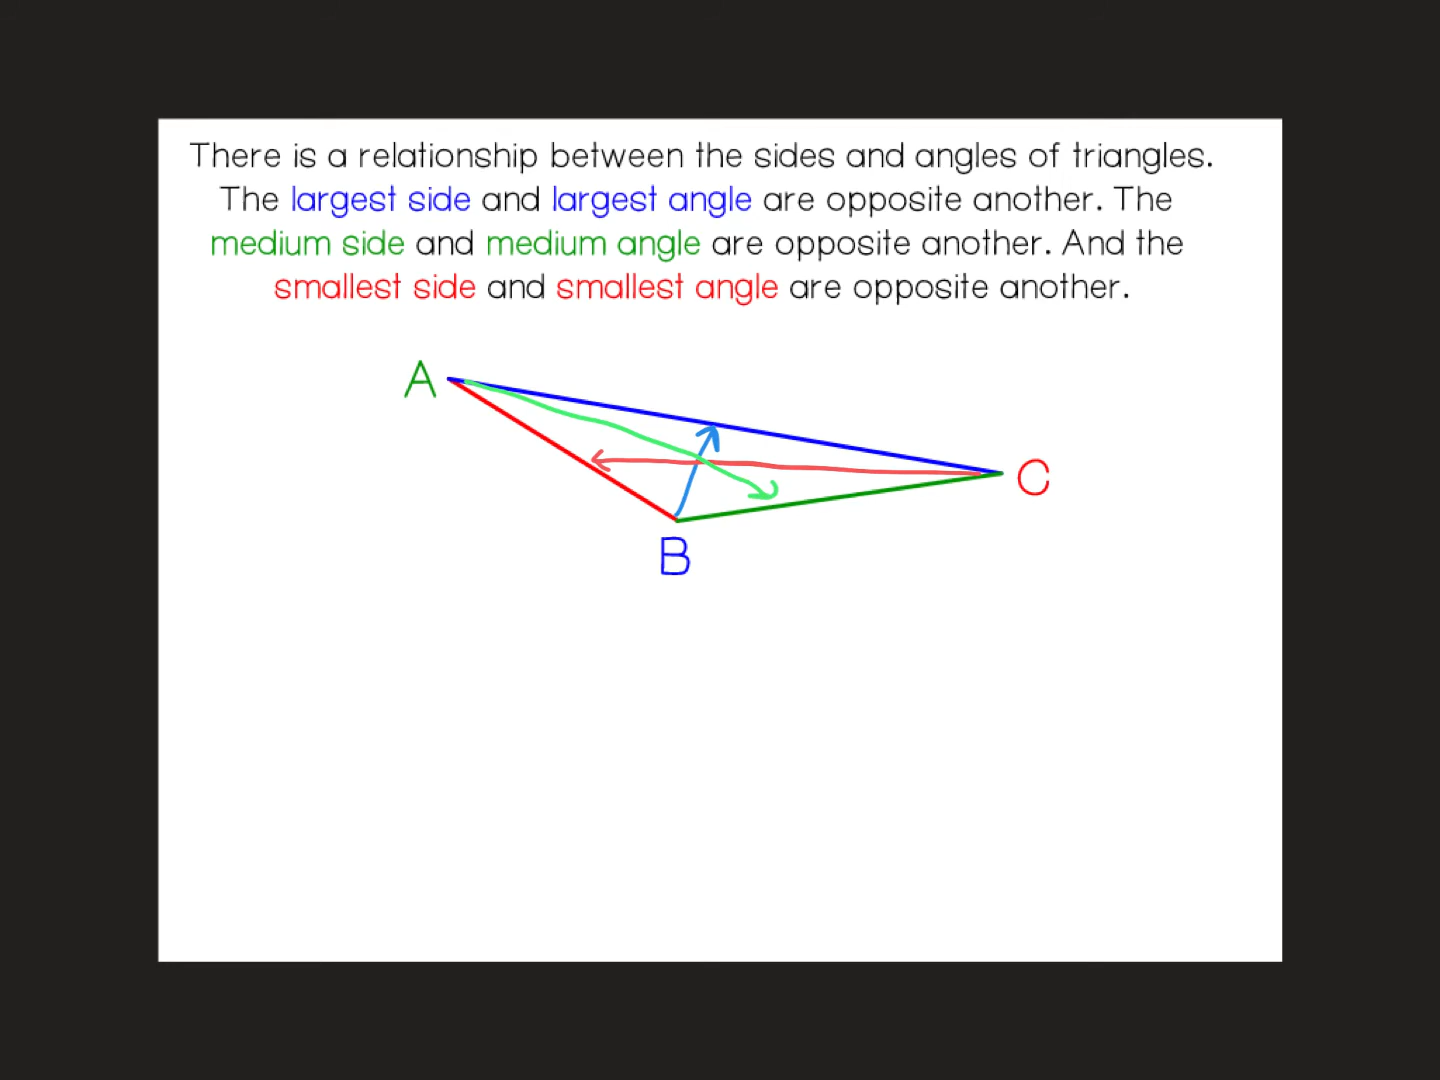 There is a relationship between the sides and angles of triangles.
The largest side and largest angle are opposite another. The
medium side and medium angle are opposite another. And the
smallest side and smallest angle are opposite another.
A
C
B